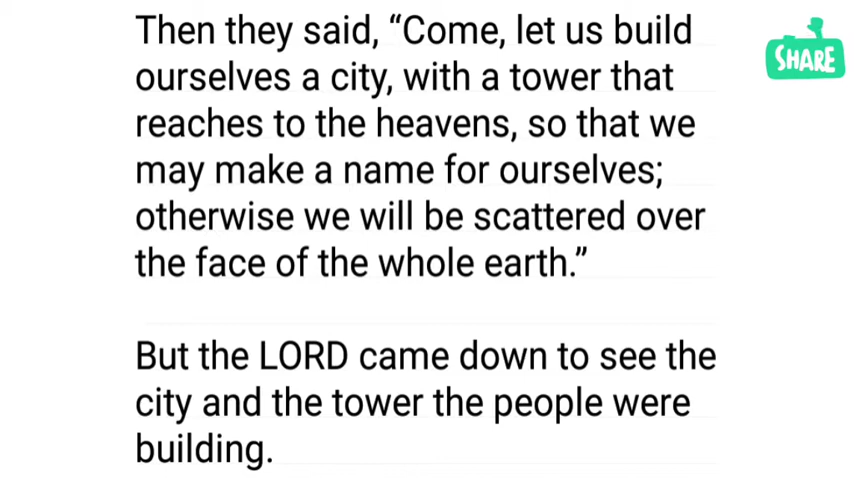 Then they said, “Come, let us build
ourselves a city, with a tower that
reaches to the heavens, so that we
may make a name for ourselves;
otherwise we will be scattered over
the face of the whole earth.”
But the LORD came down to see the
city and the tower the people were
building.
SHARE